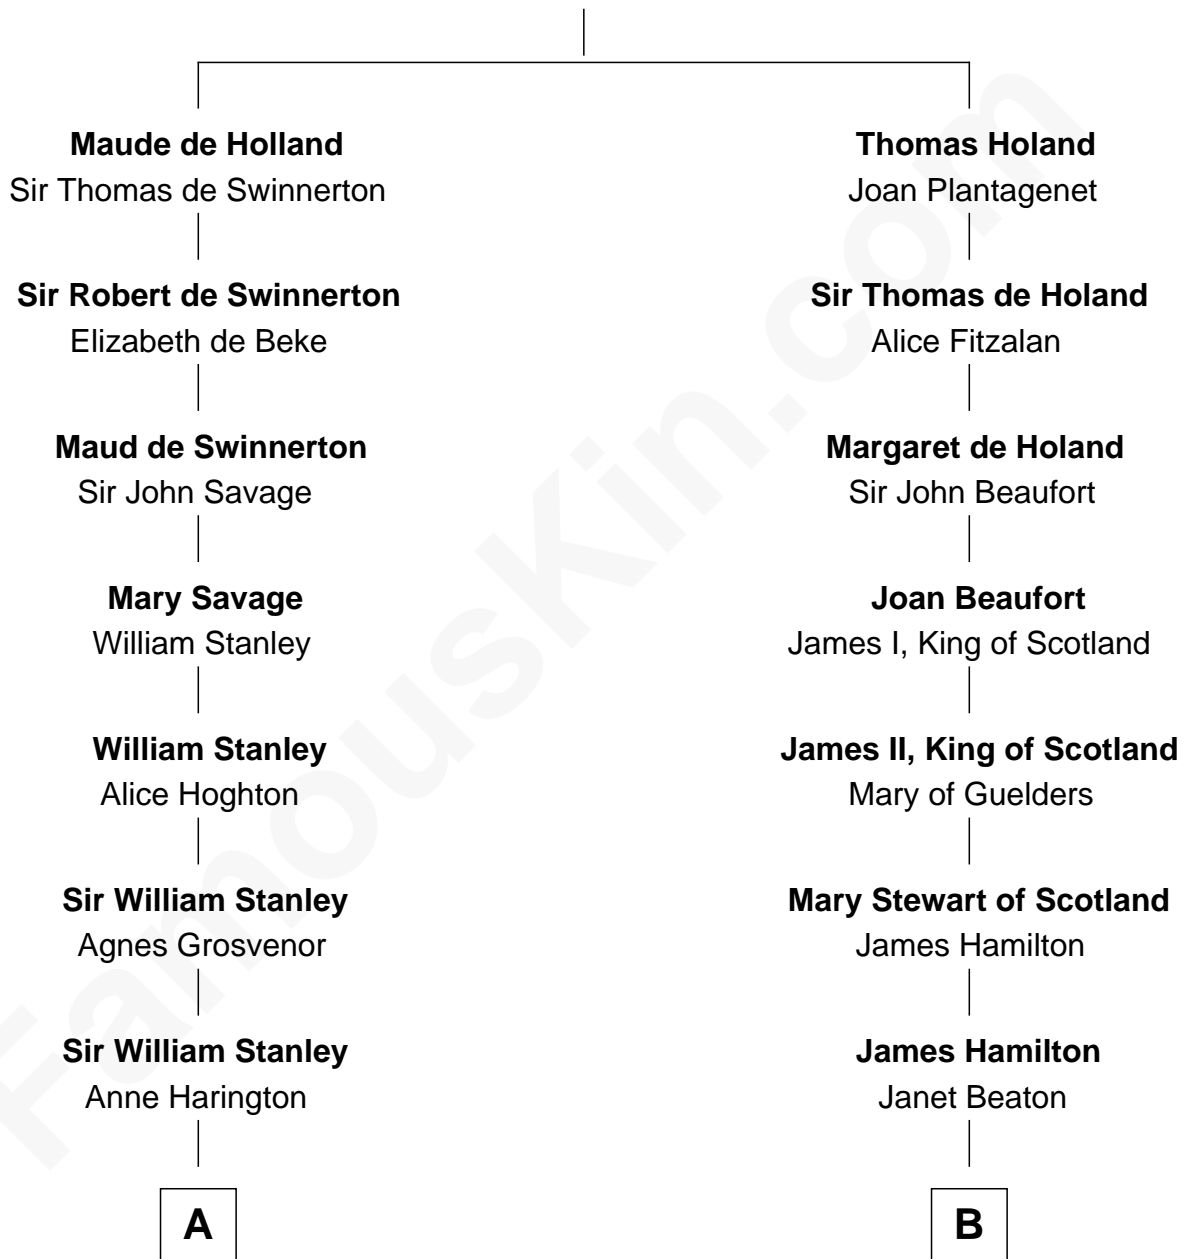 Maude de Holland
Sir Thomas de Swinnerton
Sir Robert de Swinnerton
Elizabeth de Beke
Maud de Swinnerton
Sir John Savage
Mary Savage
William Stanley
William Stanley
Alice Hoghton
Sir William Stanley
Agnes Grosvenor
Sir William Stanley
Anne Harington
A
Thomas Holand
Joan Plantagenet
Sir Thomas de Holand
Alice Fitzalan
Margaret de Holand
Sir John Beaufort
Joan Beaufort
James I, King of Scotland
James II, King of Scotland
Mary of Guelders
Mary Stewart of Scotland
James Hamilton
James Hamilton
Janet Beaton
B
FamousKin.com